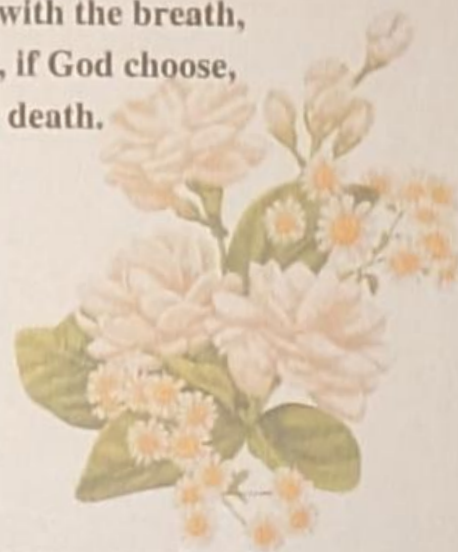 with the breath,
, if God choose,
death.